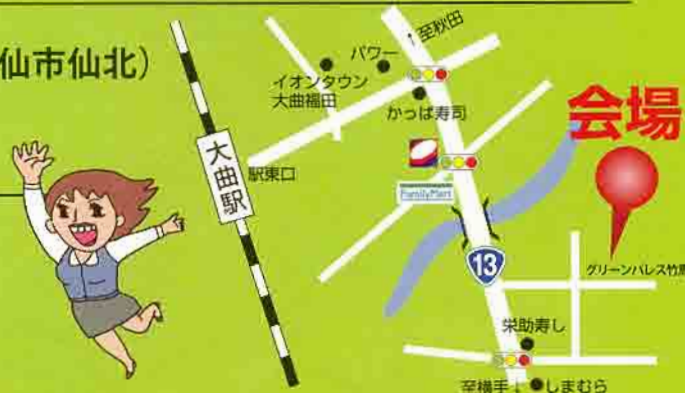 仙市仙北)
↑至秋田
パワー
イオンタウン
大曲福田
かっぱ寿司
会場
大曲駅
駅東口
FamilyMart
13
グリーンパレス竹馬
栄助寿し
至横手↓
しまむら